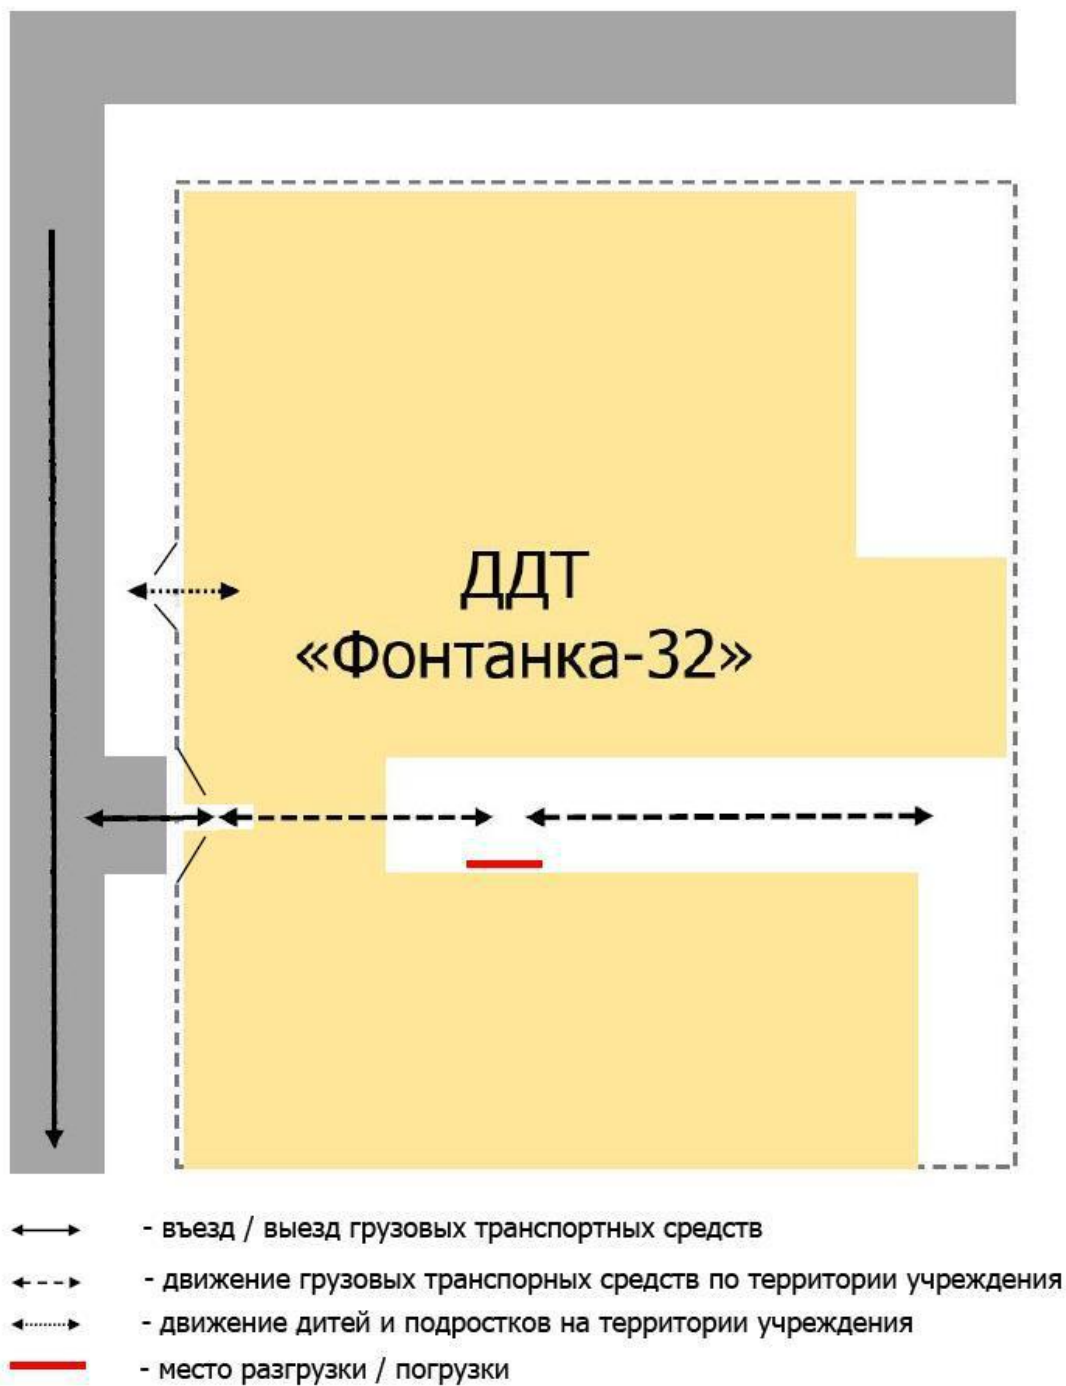 ДДТ
«Фонтанка-32»
- въезд / выезд грузовых транспортных средств
- движение грузовых транспорных средств по территории учреждения
- движение дитей и подростков на территории учреждения
- место разгрузки / погрузки